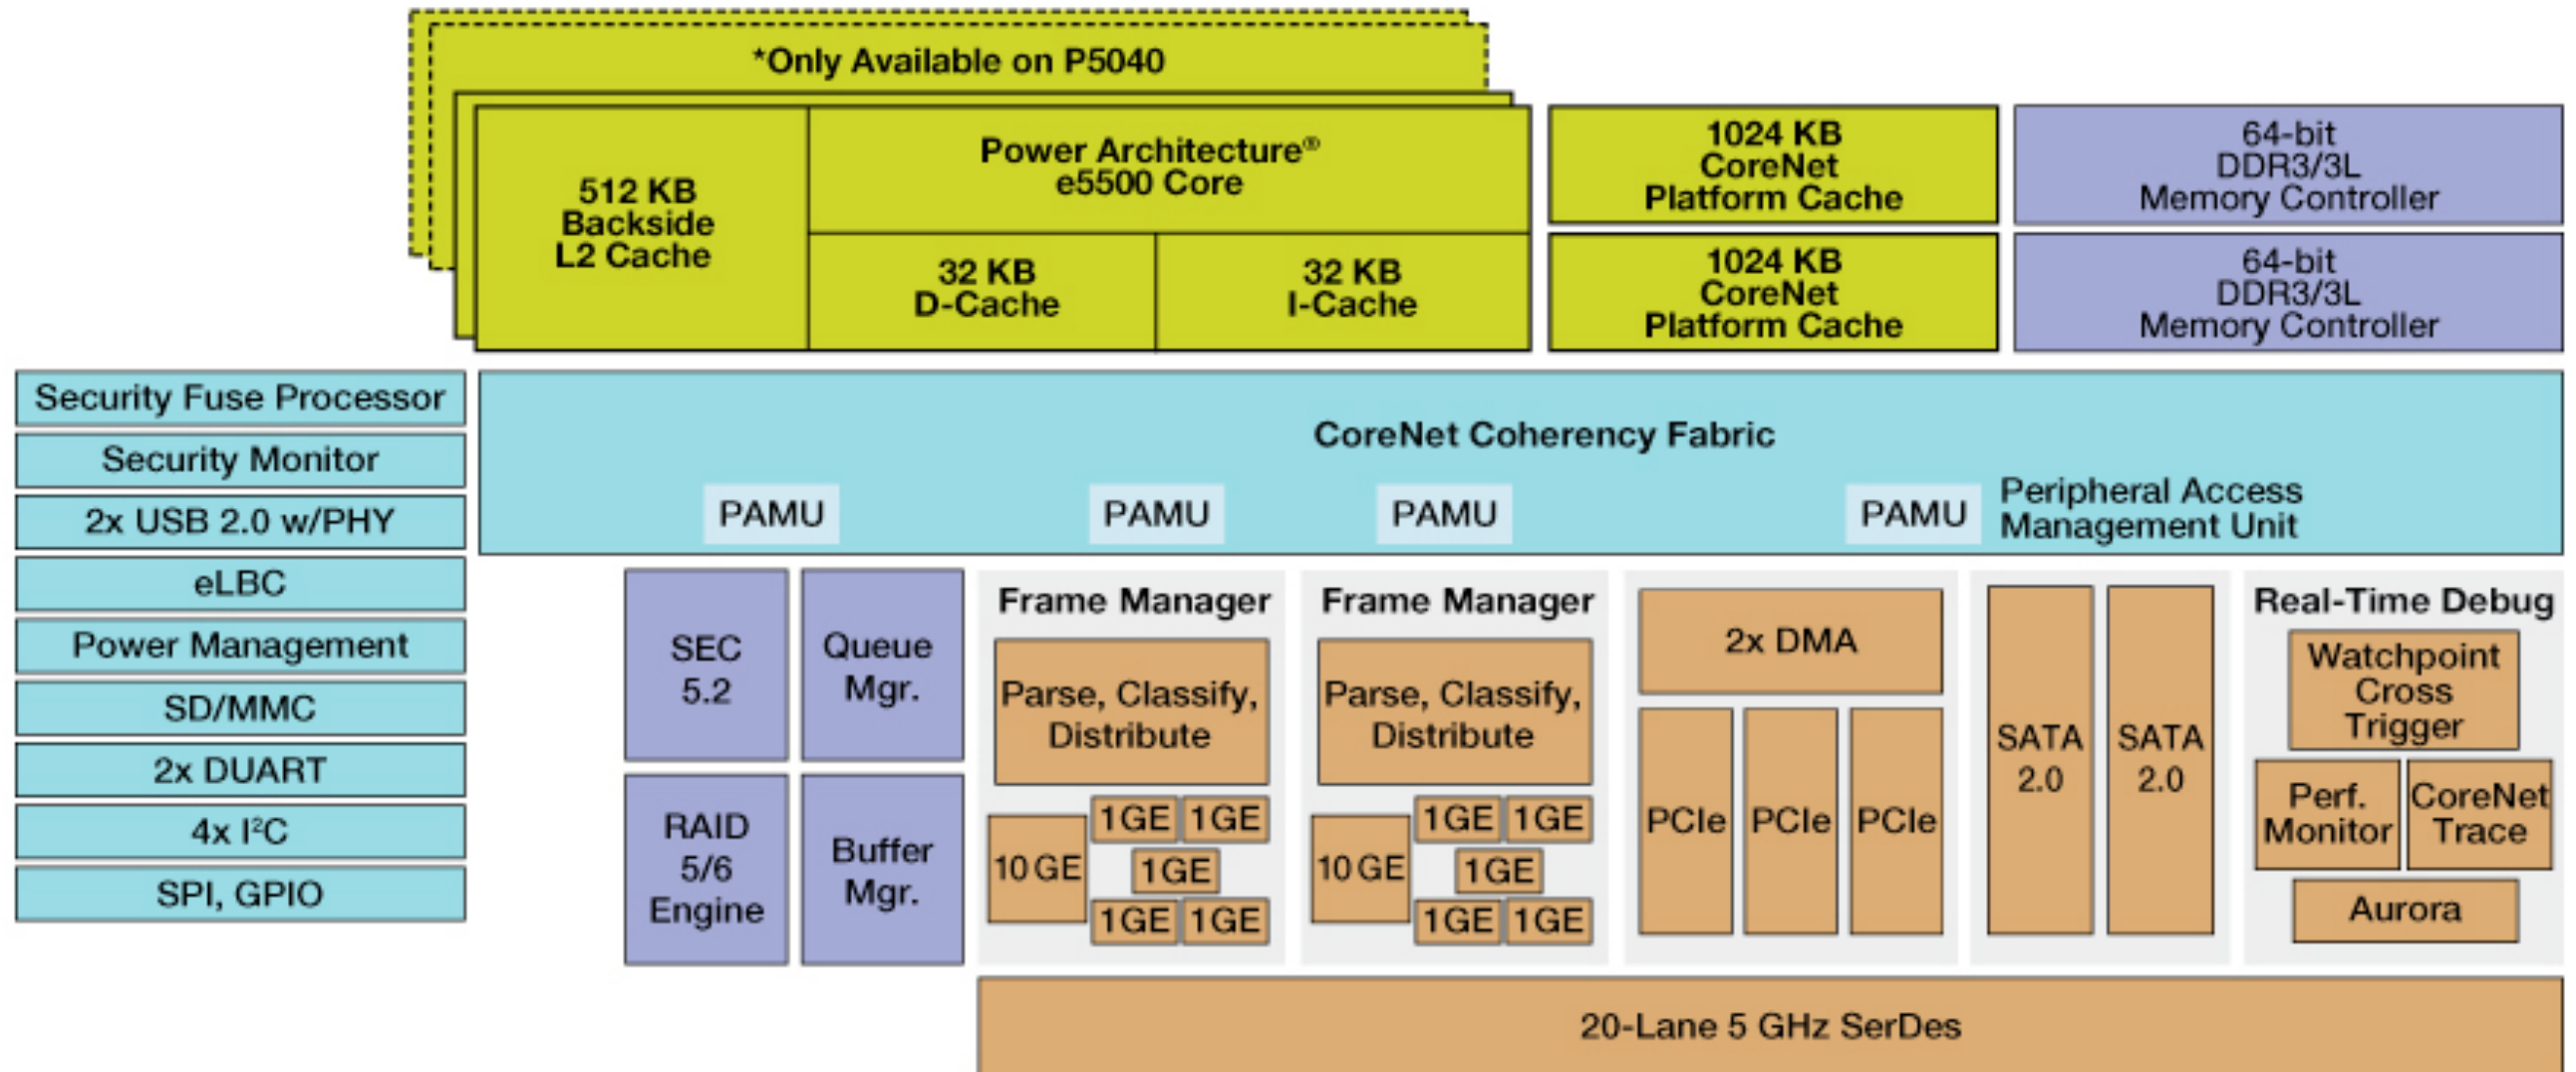 *Only Available on P5040
512 KB
Backside
L2 Cache
Power Architecture®
e5500 Core
32 KB
D-Cache
32 KB
I-Cache
1024 KB
CoreNet
Platform Cache
1024 KB
CoreNet
Platform Cache
64-bit
DDR3/3L
Memory Controller
64-bit
DDR3/3L
Memory Controller
Security Fuse Processor
Security Monitor
2x USB 2.0 w/PHY
eLBC
Power Management
SD/MMC
2x DUART
4x I²C
SPI, GPIO
CoreNet Coherency Fabric
PAMU
PAMU
PAMU
PAMU
Peripheral Access
Management Unit
SEC
5.2
Queue
Mgr.
RAID
5/6
Engine
Buffer
Mgr.
Frame Manager
Parse, Classify,
Distribute
10 GE
1GE
1GE
1GE
1GE
1GE
Frame Manager
Parse, Classify,
Distribute
10 GE
1GE
1GE
1GE
1GE
1GE
2x DMA
PCIe
PCIe
PCIe
SATA
2.0
SATA
2.0
Real-Time Debug
Watchpoint
Cross
Trigger
Perf.
Monitor
CoreNet
Trace
Aurora
20-Lane 5 GHz SerDes